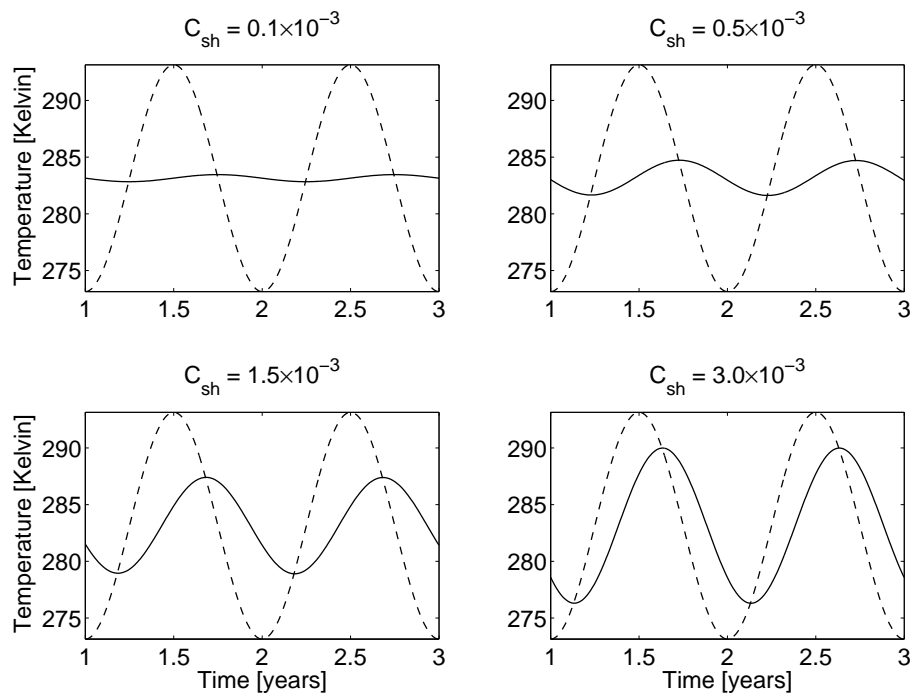 C_sh = 0.1×10⁻³
C_sh = 0.5×10⁻³
Temperature [Kelvin]
290
285
280
275
1 1.5 2 2.5 3
290
285
280
275
1 1.5 2 2.5 3
C_sh = 1.5×10⁻³
C_sh = 3.0×10⁻³
Temperature [Kelvin]
290
285
280
275
1 1.5 2 2.5 3
Time [years]
290
285
280
275
1 1.5 2 2.5 3
Time [years]